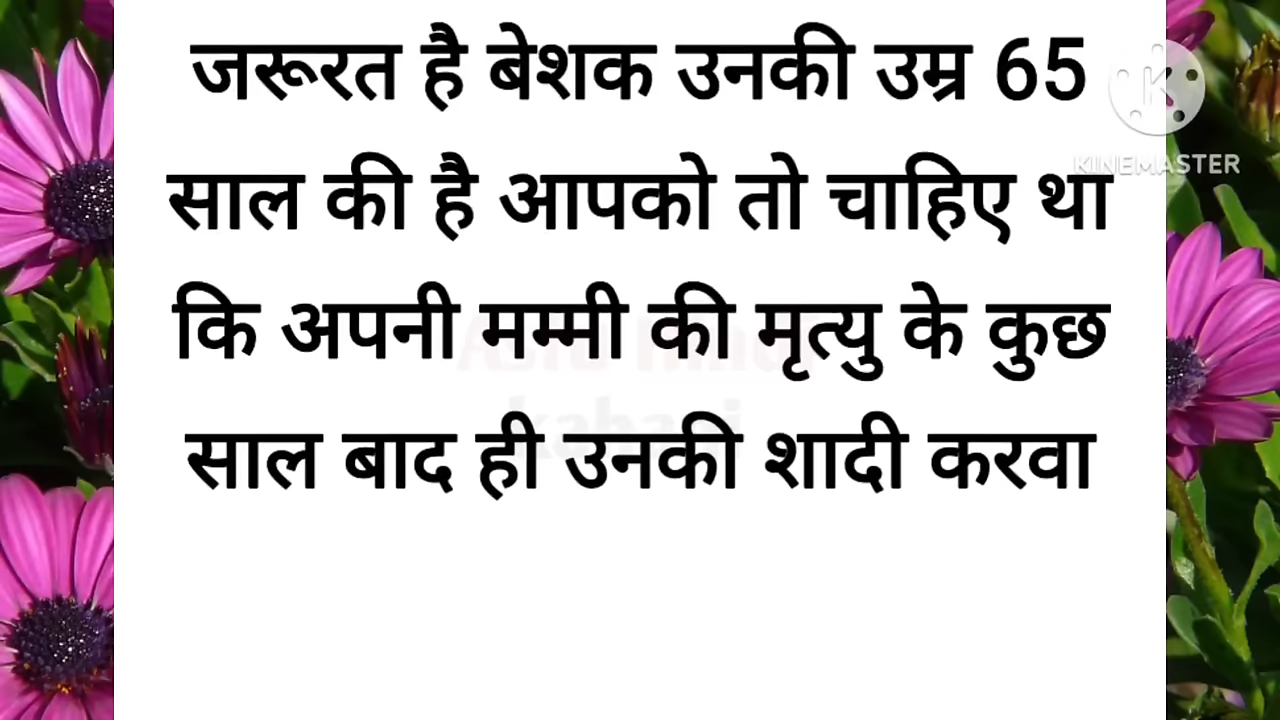 जरूरत है बेशक उनकी उम्र 65
साल की है आपको तो चाहिए था
कि अपनी मम्मी की मृत्यु के कुछ
साल बाद ही उनकी शादी करवा
K
KINEMASTER